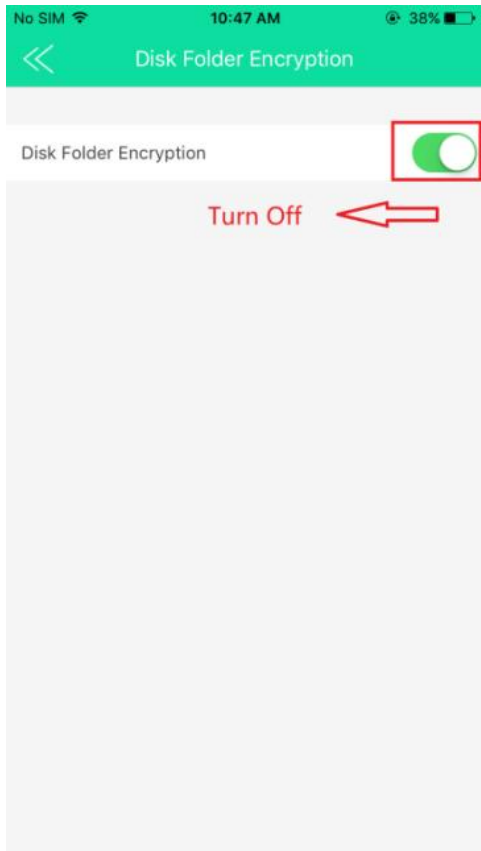 No SIM 10:47 AM 38%
Disk Folder Encryption
Disk Folder Encryption
Turn Off